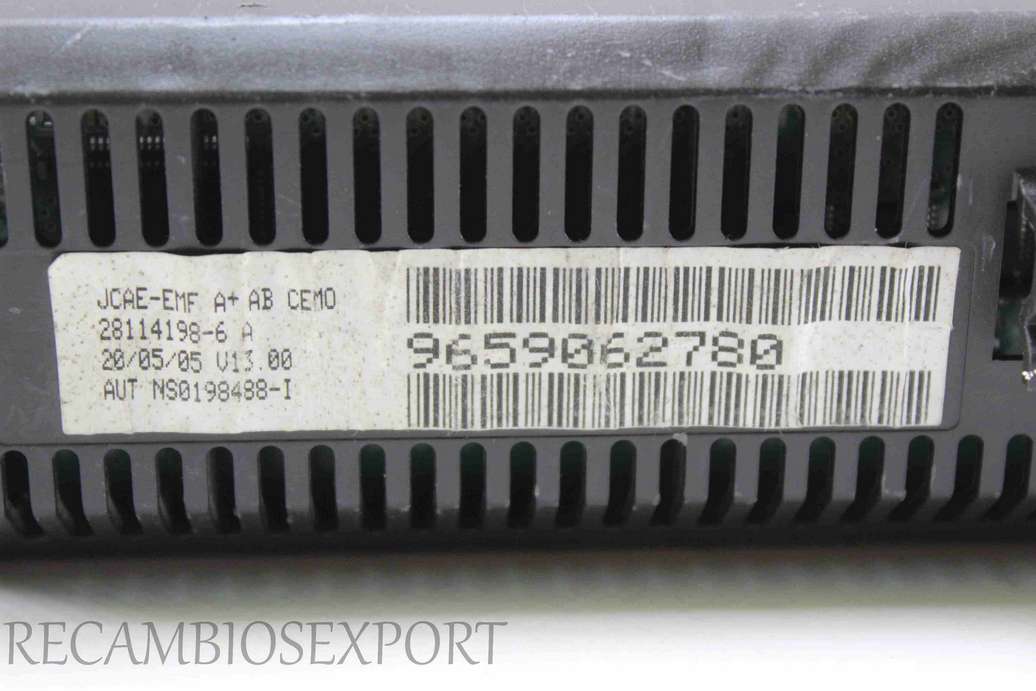 JCAE-EMF A+ AB CEMO
28114198-6 A
20/05/05 V13.00
AUT NS0198488-I
9659062780
RECAMBIOSEXPORT